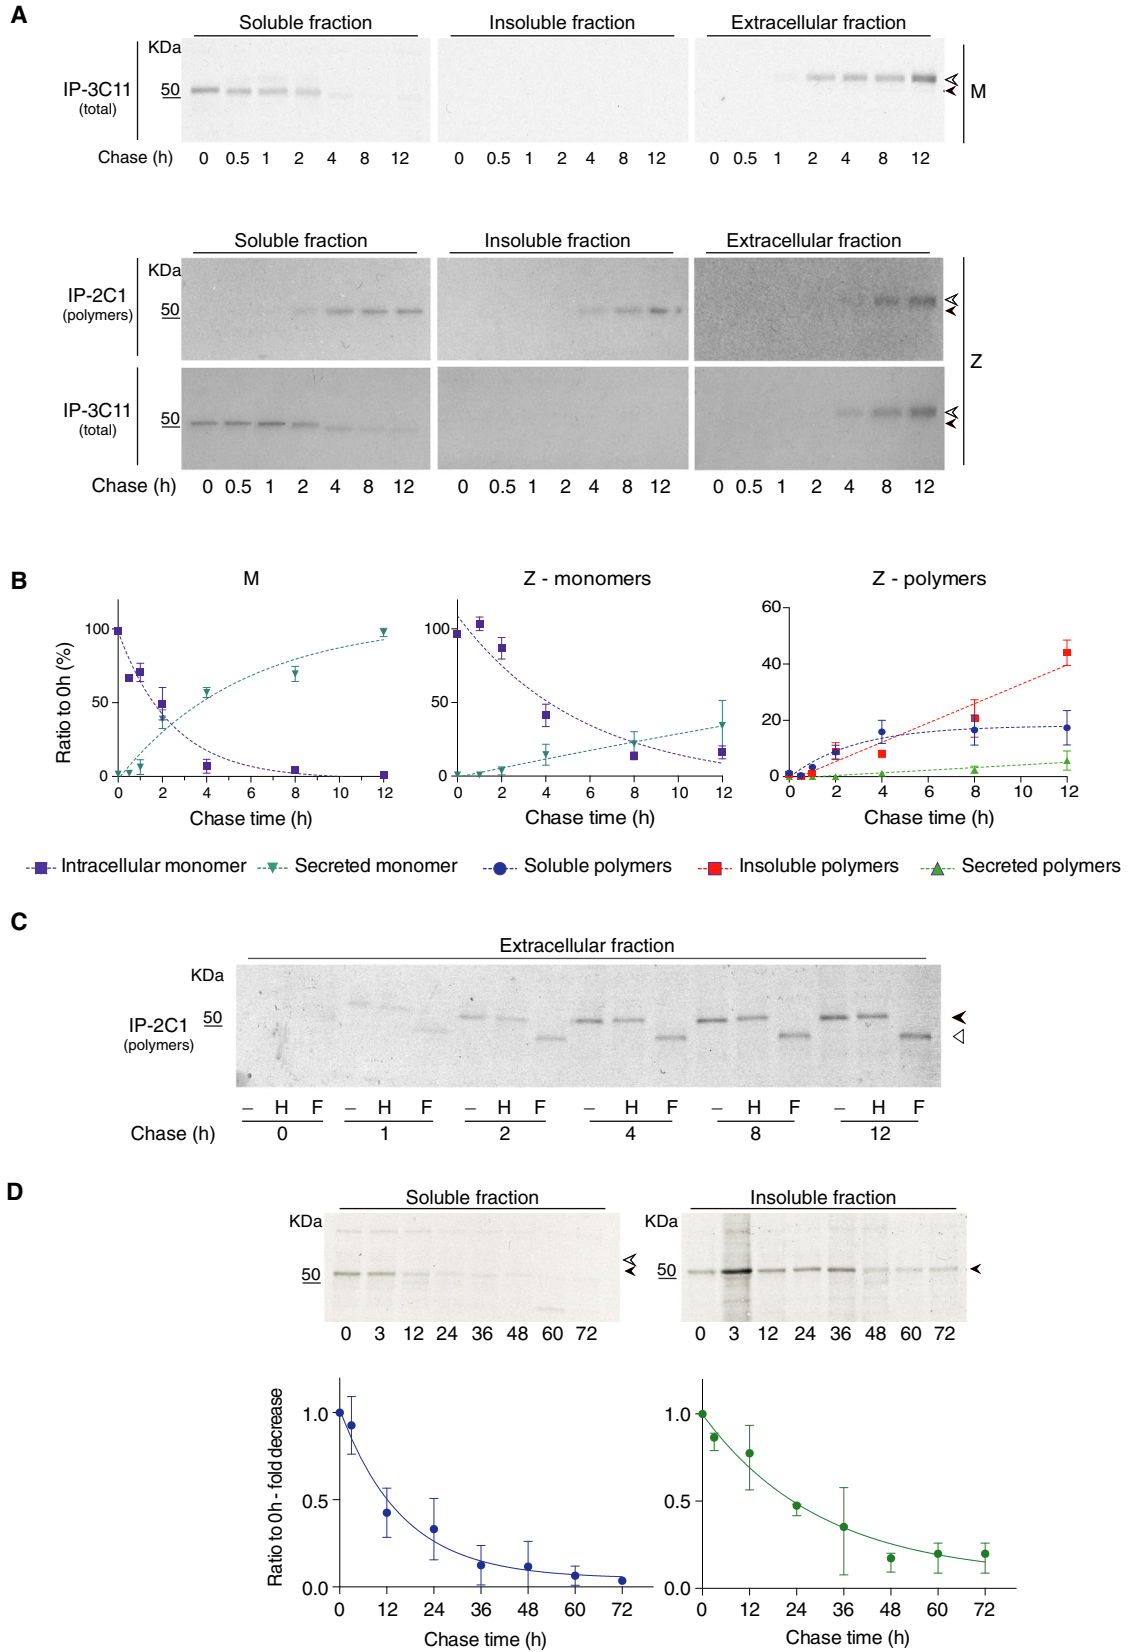 A
Soluble fraction
Insoluble fraction
Extracellular fraction
KDa
IP-3C11
(total)
50
M
Chase (h) 0 0.5 1 2 4 8 12
0 0.5 1 2 4 8 12
0 0.5 1 2 4 8 12
Soluble fraction
Insoluble fraction
Extracellular fraction
KDa
IP-2C1
(polymers)
50
Z
IP-3C11
(total)
50
Chase (h) 0 0.5 1 2 4 8 12
0 0.5 1 2 4 8 12
0 0.5 1 2 4 8 12
B
M
Ratio to 0h (%)
100
50
0
0 2 4 6 8 10 12
Chase time (h)
Z - monomers
100
50
0
0 2 4 6 8 10 12
Chase time (h)
Z - polymers
60
40
20
0
0 2 4 6 8 10 12
Chase time (h)
Intracellular monomer
Secreted monomer
Soluble polymers
Insoluble polymers
Secreted polymers
C
Extracellular fraction
KDa
IP-2C1
(polymers)
50
– H F – H F – H F – H F – H F – H F
Chase (h) 0 1 2 4 8 12
D
Soluble fraction
KDa
50
0 3 12 24 36 48 60 72
Insoluble fraction
KDa
50
0 3 12 24 36 48 60 72
Ratio to 0h - fold decrease
1.0
0.5
0.0
0 12 24 36 48 60 72
Chase time (h)
1.0
0.5
0.0
0 12 24 36 48 60 72
Chase time (h)